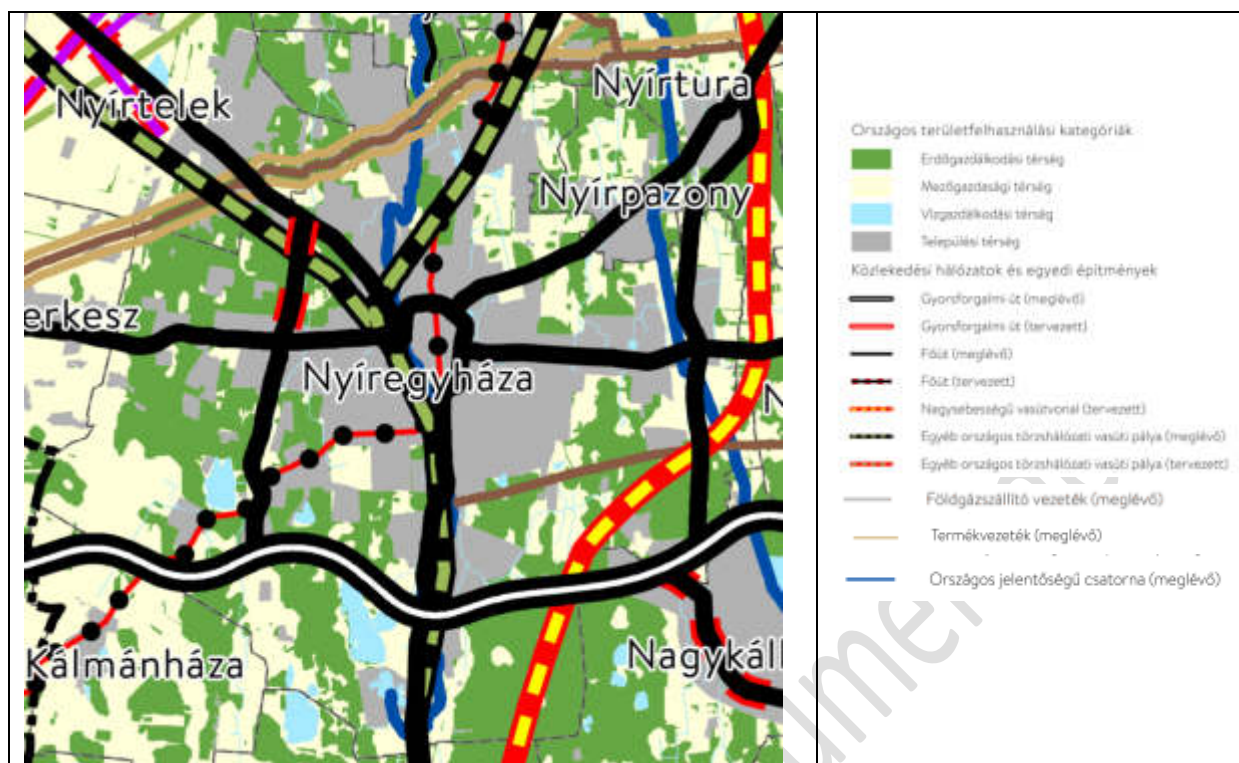 Nyírtelek
Nyírtura
Nyírpazony
erkesz
Nyíregyháza
N
Kálmánháza
Nagykáll
Országos területfelhasználási kategóriák
Erdőgazdálkodási térség
Mezőgazdasági térség
Vízgazdálkodási térség
Települési térség
Közlekedési hálózatok és egyedi építmények
Gyorsforgalmi út (meglévő)
Gyorsforgalmi út (tervezett)
Főút (meglévő)
Főút (tervezett)
Nagysebességű vasútvonal (tervezett)
Egyéb országos törzshálózati vasúti pálya (meglévő)
Egyéb országos törzshálózati vasúti pálya (tervezett)
Földgázszállító vezeték (meglévő)
Termékvezeték (meglévő)
Országos jelentőségű csatorna (meglévő)